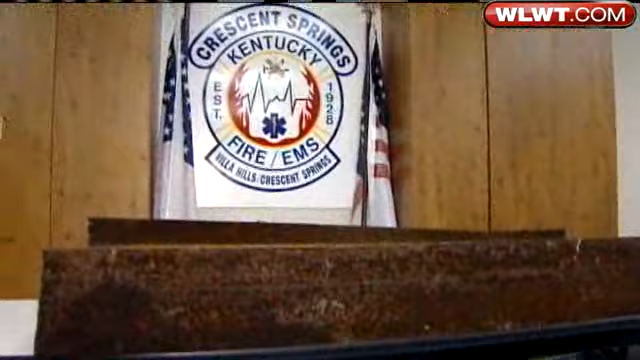 WLWT.COM
CRESCENT SPRINGS
KENTUCKY
EST. 1928
FIRE/EMS
VILLA HILLS/CRESCENT SPRINGS